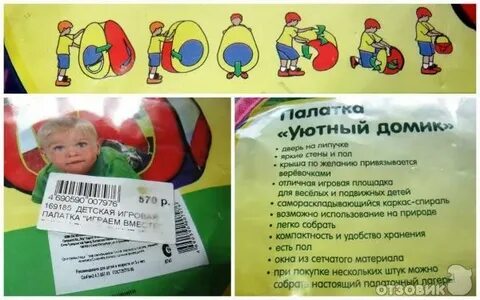 4 690590 007976
570 р.
169185 ДЕТСКАЯ ИГРОВАЯ
ПАЛАТКА "ИГРАЕМ ВМЕСТЕ"
Палатка
«Уютный домик»
• дверь на липучке
• яркие стены и пол
• крыша по желанию привязывается
верёвочками
• отличная игровая площадка
для весёлых и подвижных детей
• самораскладывающийся каркас-спираль
• возможно использование на природе
• легко собрать
• компактность и удобство хранения
• есть пол
• окна из сетчатого материала
• при покупке нескольких штук можно
собрать настоящий палаточный лагерь
ОТЗОВИК